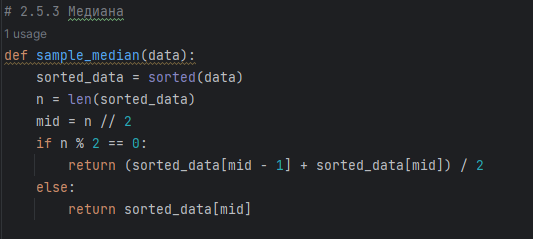 # 2.5.3 Медиана
1 usage
def sample_median(data):
    sorted_data = sorted(data)
    n = len(sorted_data)
    mid = n // 2
    if n % 2 == 0:
        return (sorted_data[mid - 1] + sorted_data[mid]) / 2
    else:
        return sorted_data[mid]